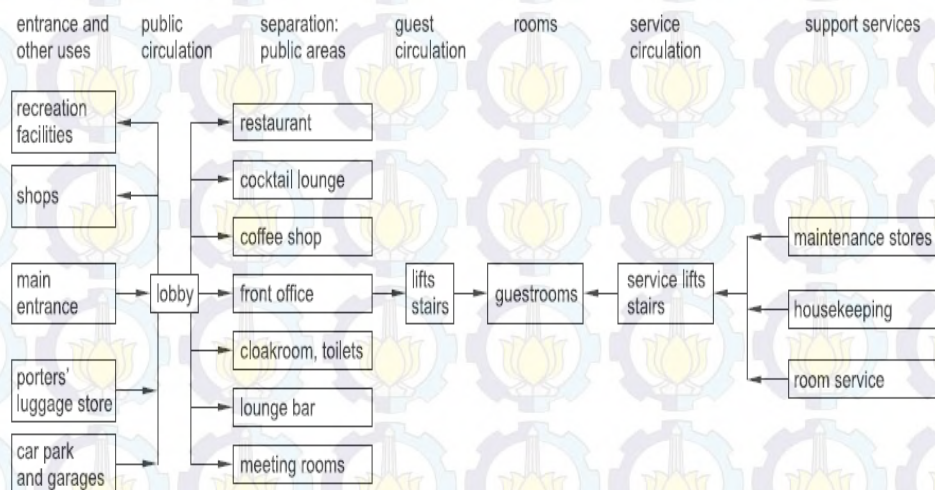 entrance and
other uses
public
circulation
separation:
public areas
guest
circulation
rooms
service
circulation
support services
recreation
facilities
shops
main
entrance
porters'
luggage store
car park
and garages
lobby
restaurant
cocktail lounge
coffee shop
front office
cloakroom, toilets
lounge bar
meeting rooms
lifts
stairs
guestrooms
service lifts
stairs
maintenance stores
housekeeping
room service